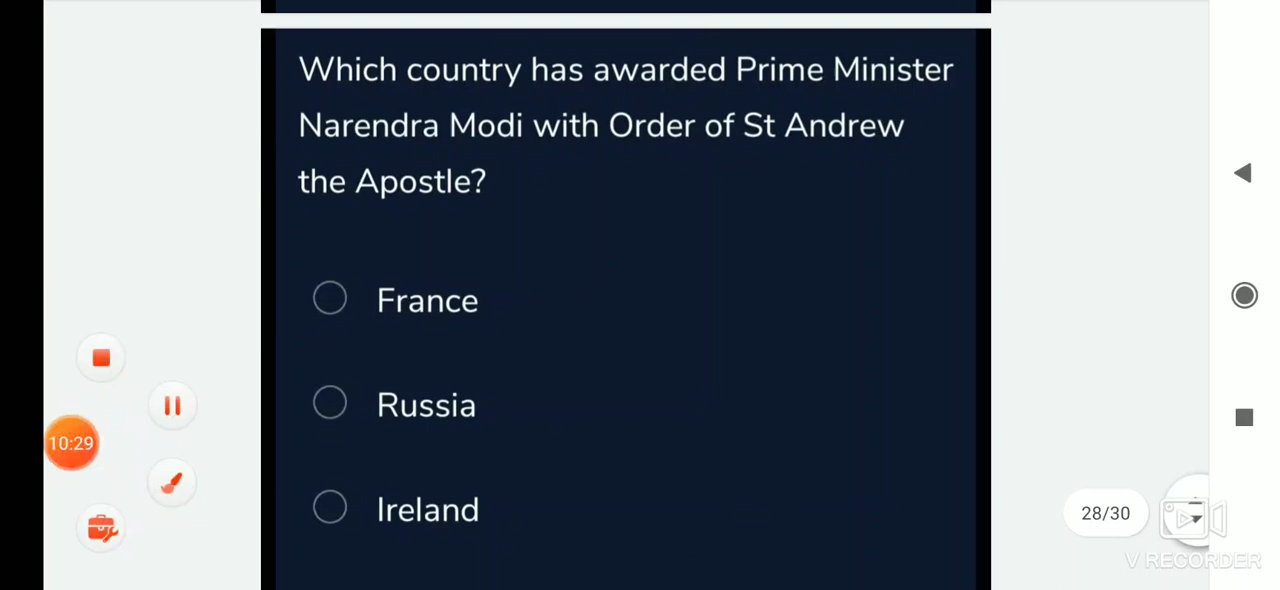 Which country has awarded Prime Minister
Narendra Modi with Order of St Andrew
the Apostle?
France
Russia
Ireland
10:29
28/30
V RECORDER